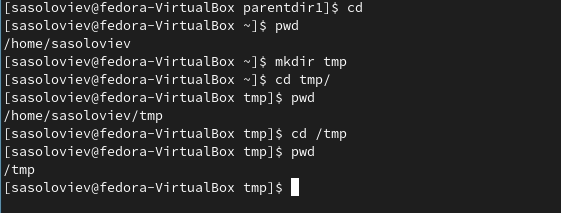 [sasoloviev@fedora-VirtualBox parentdir1]$ cd
[sasoloviev@fedora-VirtualBox ~]$ pwd
/home/sasoloviev
[sasoloviev@fedora-VirtualBox ~]$ mkdir tmp
[sasoloviev@fedora-VirtualBox ~]$ cd tmp/
[sasoloviev@fedora-VirtualBox tmp]$ pwd
/home/sasoloviev/tmp
[sasoloviev@fedora-VirtualBox tmp]$ cd /tmp
[sasoloviev@fedora-VirtualBox tmp]$ pwd
/tmp
[sasoloviev@fedora-VirtualBox tmp]$